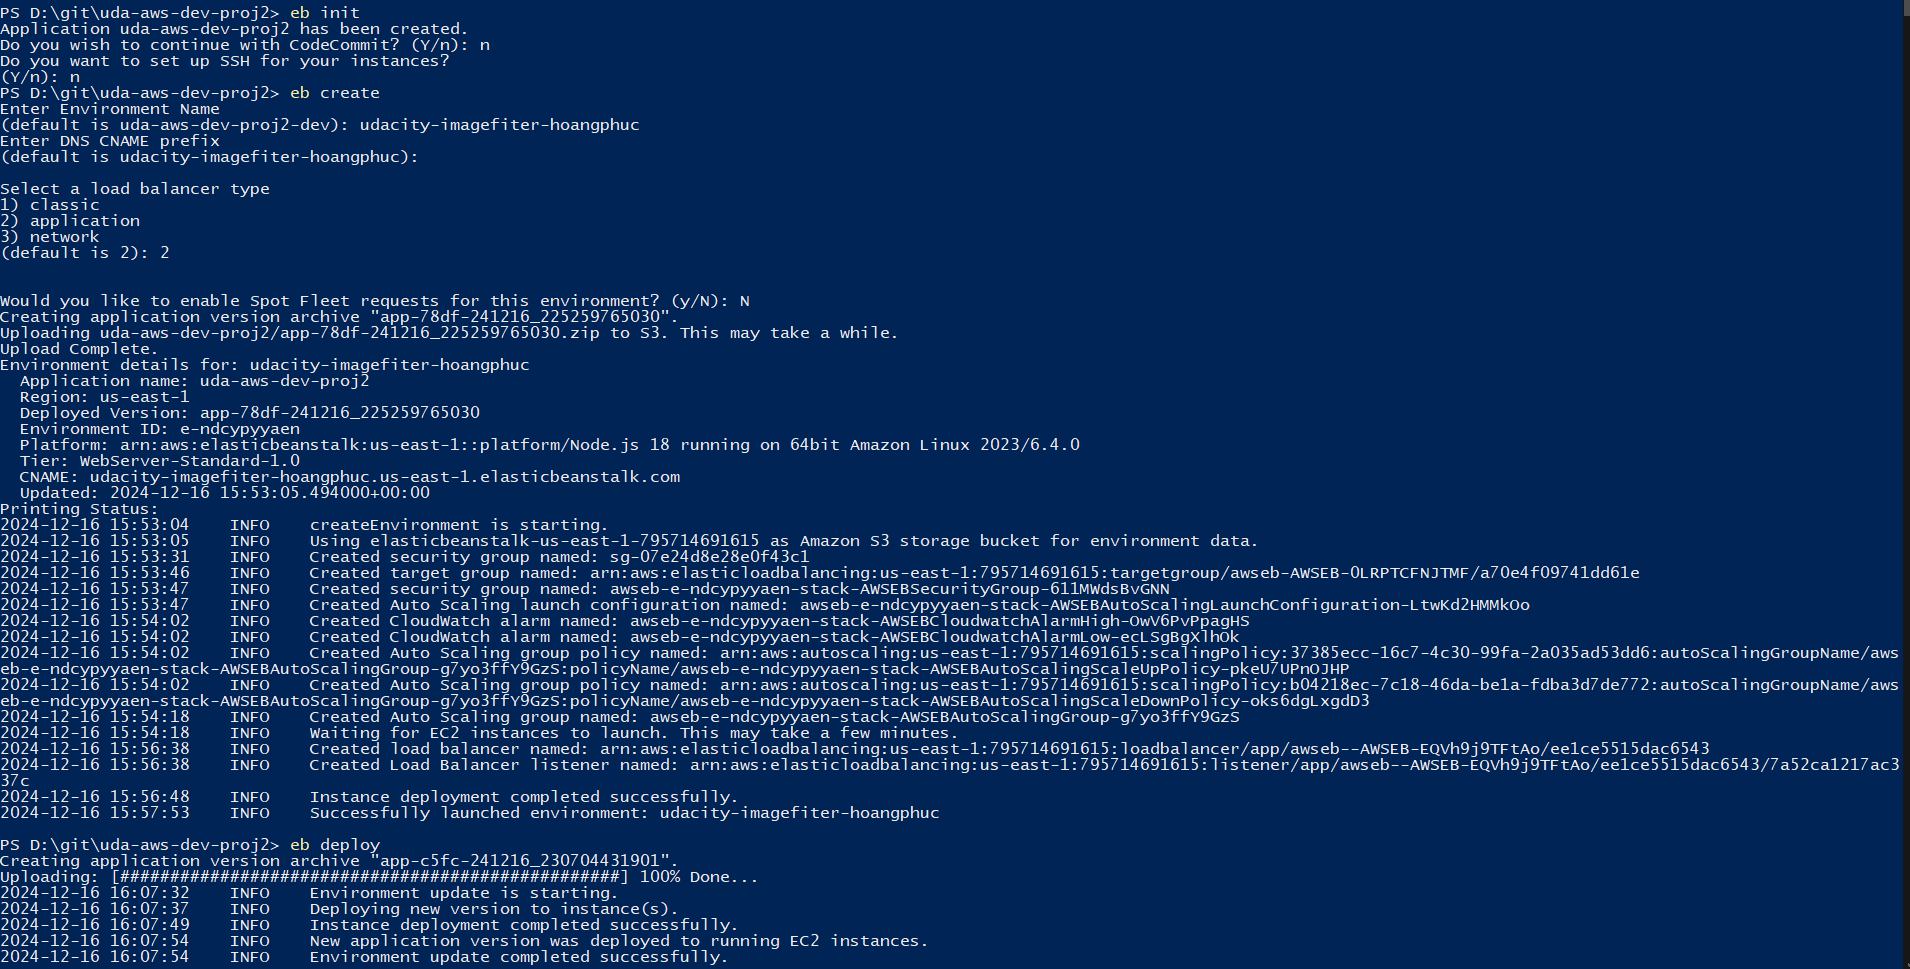 PS D:\git\uda-aws-dev-proj2> eb init
Application uda-aws-dev-proj2 has been created.
Do you wish to continue with CodeCommit? (Y/n): n
Do you want to set up SSH for your instances?
(Y/n): n
PS D:\git\uda-aws-dev-proj2> eb create
Enter Environment Name
(default is uda-aws-dev-proj2-dev): udacity-imagefiter-hoangphuc
Enter DNS CNAME prefix
(default is udacity-imagefiter-hoangphuc):
Select a load balancer type
1) classic
2) application
3) network
(default is 2): 2
Would you like to enable Spot Fleet requests for this environment? (y/N): N
Creating application version archive "app-78df-241216_225259765030".
Uploading uda-aws-dev-proj2/app-78df-241216_225259765030.zip to S3. This may take a while.
Upload Complete.
Environment details for: udacity-imagefiter-hoangphuc
  Application name: uda-aws-dev-proj2
  Region: us-east-1
  Deployed Version: app-78df-241216_225259765030
  Environment ID: e-ndcypyyaen
  Platform: arn:aws:elasticbeanstalk:us-east-1::platform/Node.js 18 running on 64bit Amazon Linux 2023/6.4.0
  Tier: WebServer-Standard-1.0
  CNAME: udacity-imagefiter-hoangphuc.us-east-1.elasticbeanstalk.com
  Updated: 2024-12-16 15:53:05.494000+00:00
Printing Status:
2024-12-16 15:53:04    INFO    createEnvironment is starting.
2024-12-16 15:53:05    INFO    Using elasticbeanstalk-us-east-1-795714691615 as Amazon S3 storage bucket for environment data.
2024-12-16 15:53:31    INFO    Created security group named: sg-07e24d8e28e0f43c1
2024-12-16 15:53:46    INFO    Created target group named: arn:aws:elasticloadbalancing:us-east-1:795714691615:targetgroup/awseb-AWSEB-0LRPTCFNJTMF/a70e4f09741dd61e
2024-12-16 15:53:47    INFO    Created security group named: awseb-e-ndcypyyaen-stack-AWSEBSecurityGroup-611MWdsBvGNN
2024-12-16 15:53:47    INFO    Created Auto Scaling launch configuration named: awseb-e-ndcypyyaen-stack-AWSEBAutoScalingLaunchConfiguration-LtwKd2HMMkOo
2024-12-16 15:54:02    INFO    Created CloudWatch alarm named: awseb-e-ndcypyyaen-stack-AWSEBCloudwatchAlarmHigh-OwV6PvPpagHS
2024-12-16 15:54:02    INFO    Created CloudWatch alarm named: awseb-e-ndcypyyaen-stack-AWSEBCloudwatchAlarmLow-ecLSgBgXlhOk
2024-12-16 15:54:02    INFO    Created Auto Scaling group policy named: arn:aws:autoscaling:us-east-1:795714691615:scalingPolicy:37385ecc-16c7-4c30-99fa-2a035ad53dd6:autoScalingGroupName/aws
eb-e-ndcypyyaen-stack-AWSEBAutoScalingGroup-g7yo3ffY9GzS:policyName/awseb-e-ndcypyyaen-stack-AWSEBAutoScalingScaleUpPolicy-pkeU7UPnOJHP
2024-12-16 15:54:02    INFO    Created Auto Scaling group policy named: arn:aws:autoscaling:us-east-1:795714691615:scalingPolicy:b04218ec-7c18-46da-be1a-fdba3d7de772:autoScalingGroupName/aws
eb-e-ndcypyyaen-stack-AWSEBAutoScalingGroup-g7yo3ffY9GzS:policyName/awseb-e-ndcypyyaen-stack-AWSEBAutoScalingScaleDownPolicy-oks6dgLxgdD3
2024-12-16 15:54:18    INFO    Created Auto Scaling group named: awseb-e-ndcypyyaen-stack-AWSEBAutoScalingGroup-g7yo3ffY9GzS
2024-12-16 15:54:18    INFO    Waiting for EC2 instances to launch. This may take a few minutes.
2024-12-16 15:56:38    INFO    Created load balancer named: arn:aws:elasticloadbalancing:us-east-1:795714691615:loadbalancer/app/awseb--AWSEB-EQVh9j9TFtAo/ee1ce5515dac6543
2024-12-16 15:56:38    INFO    Created Load Balancer listener named: arn:aws:elasticloadbalancing:us-east-1:795714691615:listener/app/awseb--AWSEB-EQVh9j9TFtAo/ee1ce5515dac6543/7a52ca1217ac3
37c
2024-12-16 15:56:48    INFO    Instance deployment completed successfully.
2024-12-16 15:57:53    INFO    Successfully launched environment: udacity-imagefiter-hoangphuc
PS D:\git\uda-aws-dev-proj2> eb deploy
Creating application version archive "app-c5fc-241216_230704431901".
Uploading: [##################################################] 100% Done...
2024-12-16 16:07:32    INFO    Environment update is starting.
2024-12-16 16:07:37    INFO    Deploying new version to instance(s).
2024-12-16 16:07:49    INFO    Instance deployment completed successfully.
2024-12-16 16:07:54    INFO    New application version was deployed to running EC2 instances.
2024-12-16 16:07:54    INFO    Environment update completed successfully.